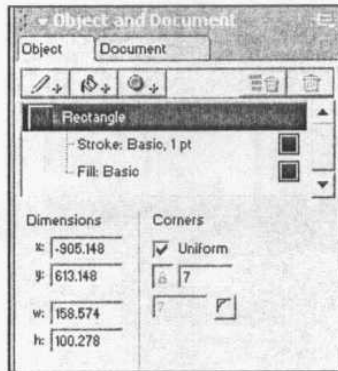 Object and Document
Object Document
Rectangle
Stroke: Basic, 1 pt
Fill: Basic
Dimensions Corners
x: -905.148 Uniform
y: 613.148 7
w: 158.574 7
h: 100.278